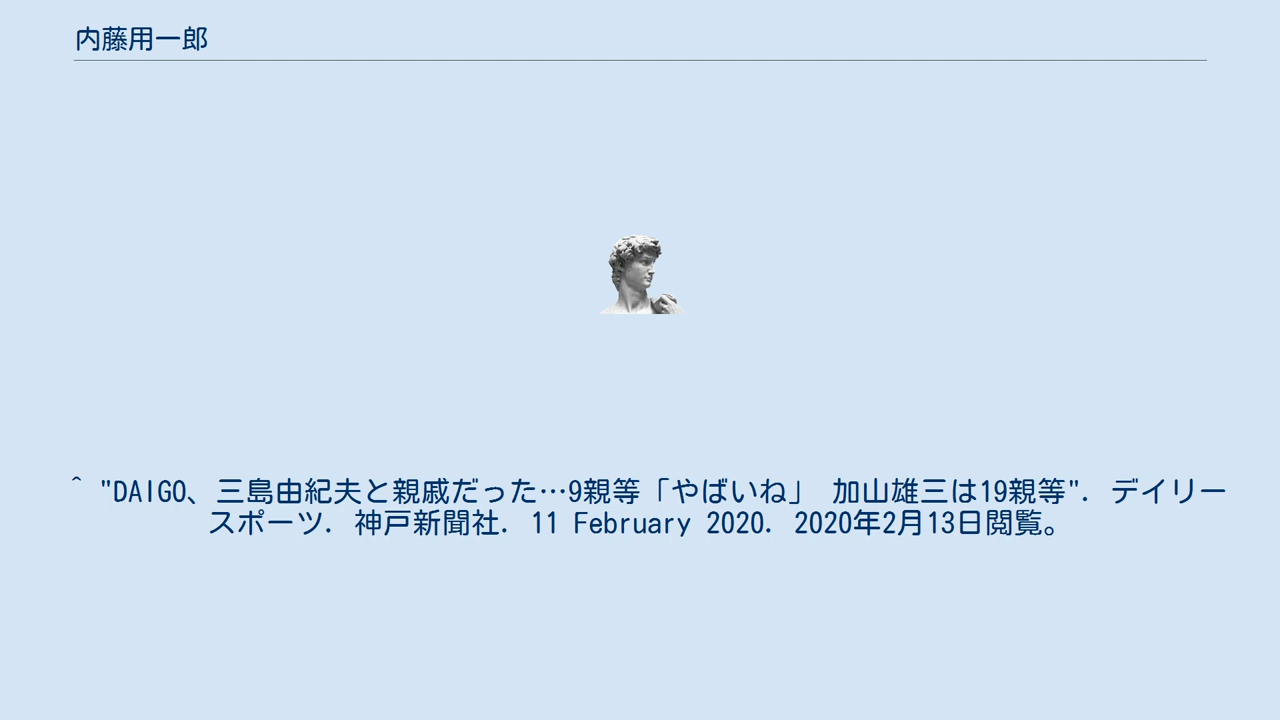 内藤用一郎
^ "DAIGO、三島由紀夫と親戚だった…9親等「やばいね」 加山雄三は19親等". デイリー
スポーツ. 神戸新聞社. 11 February 2020. 2020年2月13日閲覧。